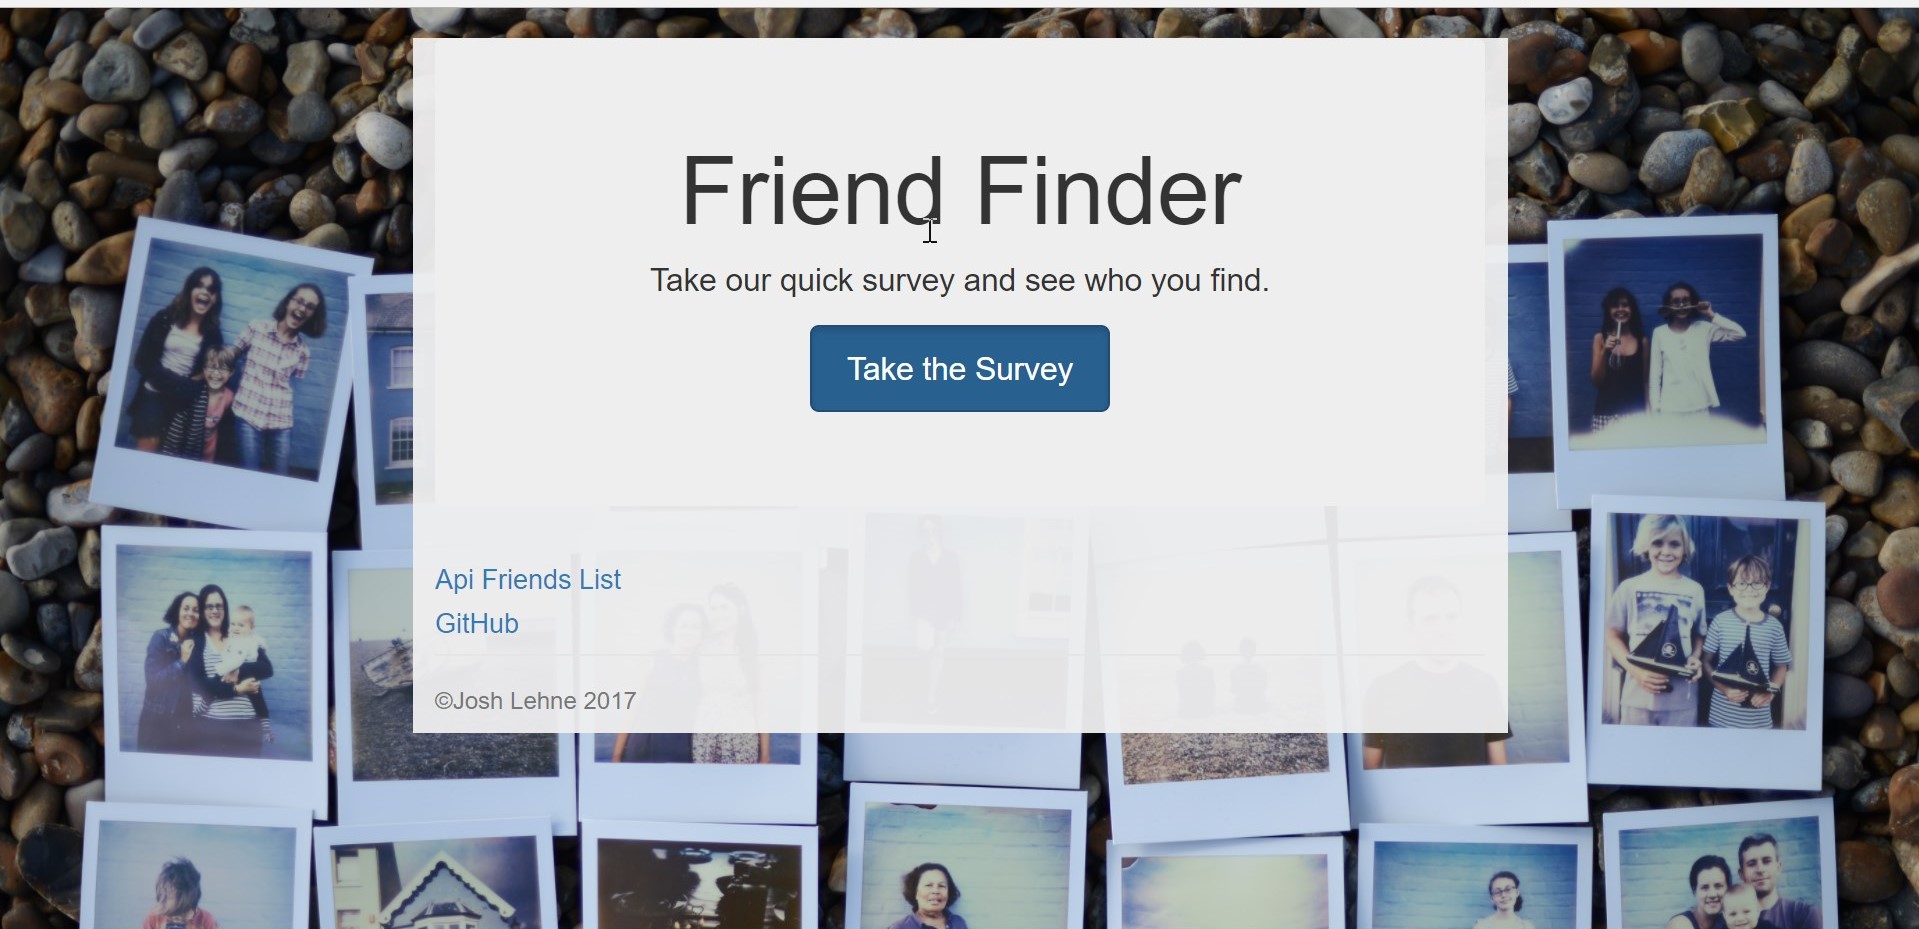 Friend Finder
Take our quick survey and see who you find.
Take the Survey
Api Friends List
GitHub
©Josh Lehne 2017